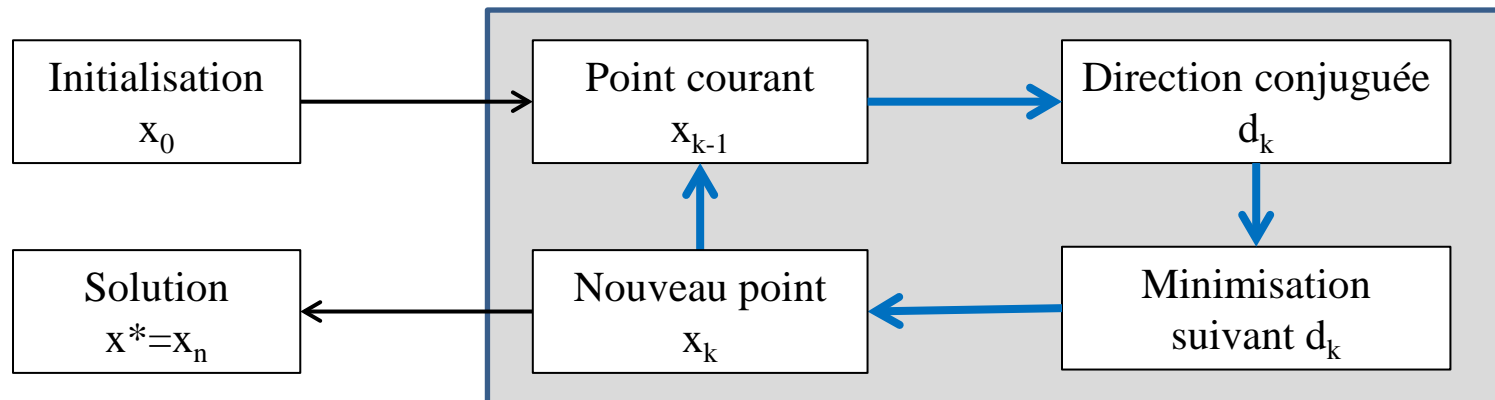 Initialisation
x₀
Point courant
xₖ₋₁
Direction conjuguée
dₖ
Solution
x*=xₙ
Nouveau point
xₖ
Minimisation
suivant dₖ